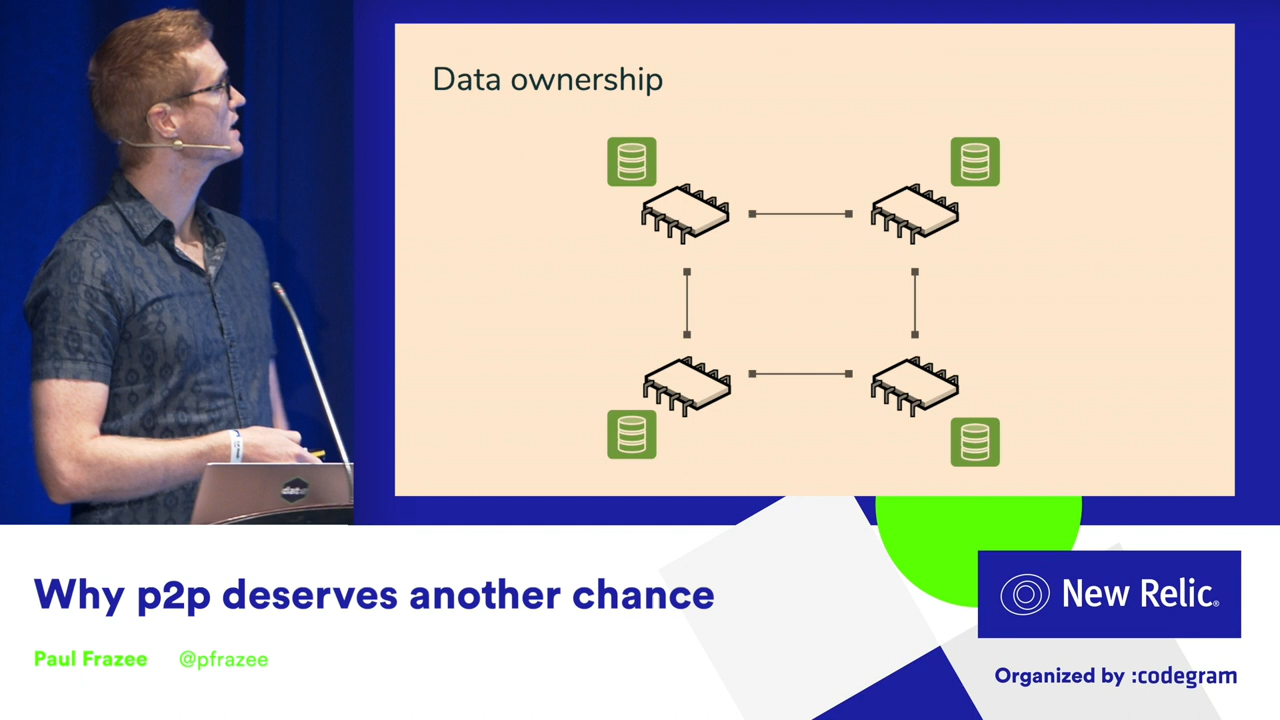 Data ownership
Why p2p deserves another chance
Paul Frazee @pfrazee
New Relic®
Organized by :codegram